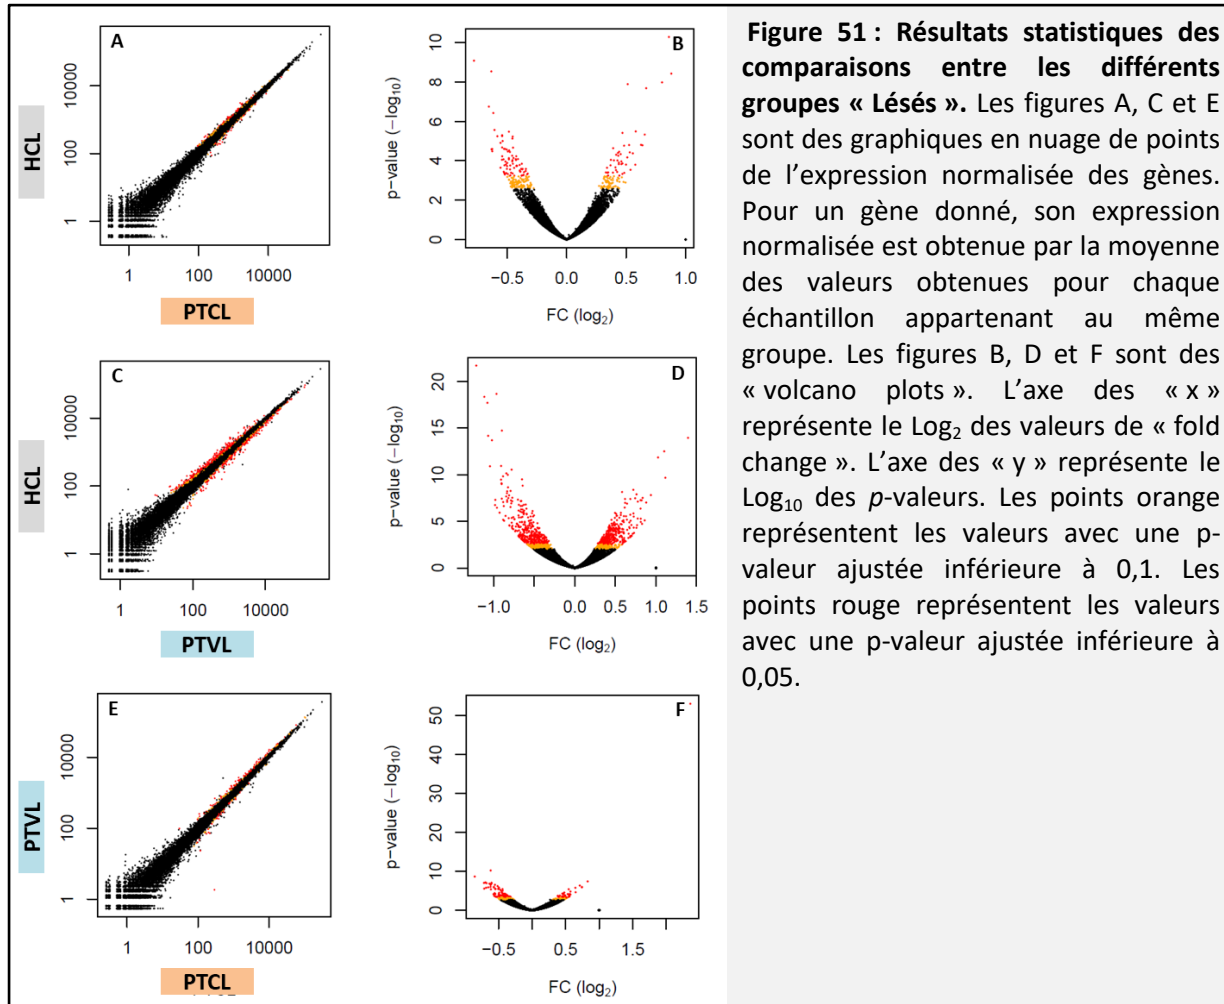 A
HCL
10000
100
1
1
100
10000
PTCL
B
p-value (−log10)
10
8
6
4
2
0
−0.5
0.0
0.5
1.0
FC (log2)
C
HCL
10000
100
1
1
100
10000
PTVL
D
p-value (−log10)
20
15
10
5
0
−1.0
0.0
0.5
1.0
1.5
FC (log2)
E
PTVL
10000
100
1
1
100
10000
PTCL
F
p-value (−log10)
50
40
30
20
10
0
−0.5
0.5
1.5
FC (log2)
Figure 51 : Résultats statistiques des
comparaisons entre les différents
groupes « Lésés ». Les figures A, C et E
sont des graphiques en nuage de points
de l’expression normalisée des gènes.
Pour un gène donné, son expression
normalisée est obtenue par la moyenne
des valeurs obtenues pour chaque
échantillon appartenant au même
groupe. Les figures B, D et F sont des
« volcano plots ». L’axe des « x »
représente le Log2 des valeurs de « fold
change ». L’axe des « y » représente le
Log10 des p-valeurs. Les points orange
représentent les valeurs avec une p-
valeur ajustée inférieure à 0,1. Les
points rouge représentent les valeurs
avec une p-valeur ajustée inférieure à
0,05.